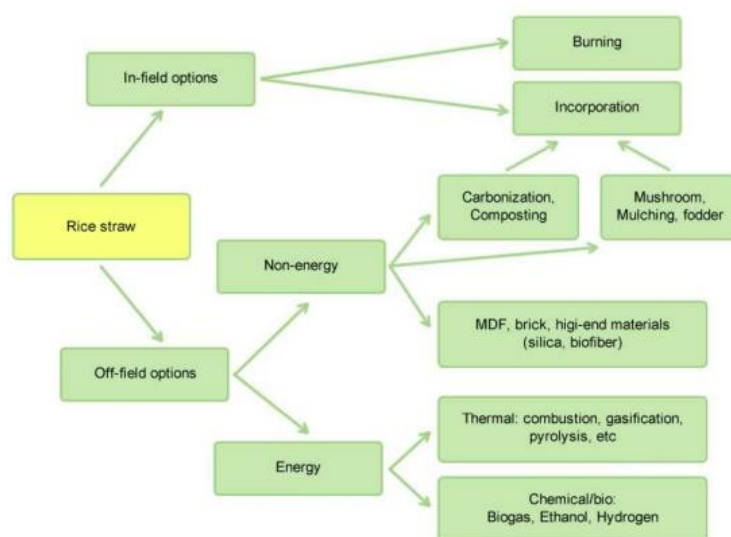 Burning
In-field options
Incorporation
Carbonization,
Composting
Mushroom,
Mulching, fodder
Rice straw
Non-energy
MDF, brick, higi-end materials
(silica, biofiber)
Off-field options
Thermal: combustion, gasification,
pyrolysis, etc
Energy
Chemical/bio:
Biogas, Ethanol, Hydrogen